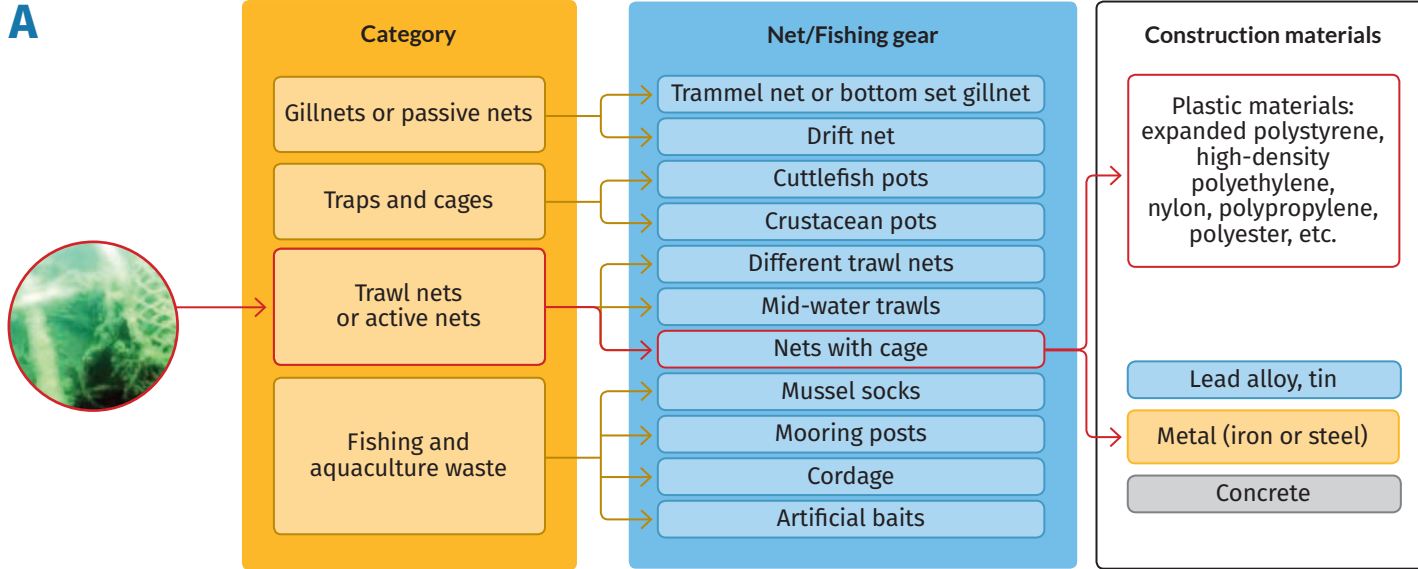 A
Category
Gillnets or passive nets
Traps and cages
Trawl nets
or active nets
Fishing and
aquaculture waste
Net/Fishing gear
Trammel net or bottom set gillnet
Drift net
Cuttlefish pots
Crustacean pots
Different trawl nets
Mid-water trawls
Nets with cage
Mussel socks
Mooring posts
Cordage
Artificial baits
Construction materials
Plastic materials:
expanded polystyrene,
high-density
polyethylene,
nylon, polypropylene,
polyester, etc.
Lead alloy, tin
Metal (iron or steel)
Concrete